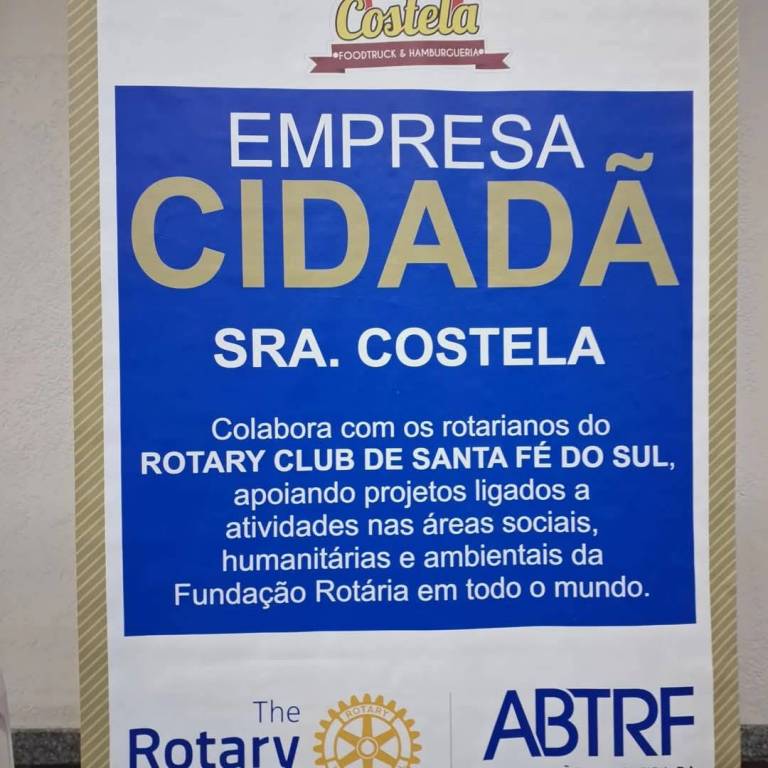 Costela
FOODTRUCK & HAMBURGUERIA
EMPRESA
CIDADÃ
SRA. COSTELA
Colabora com os rotarianos do
ROTARY CLUB DE SANTA FÉ DO SUL,
apoiando projetos ligados a
atividades nas áreas sociais,
humanitárias e ambientais da
Fundação Rotária em todo o mundo.
The
Rotary
ROTARY
ABTRF